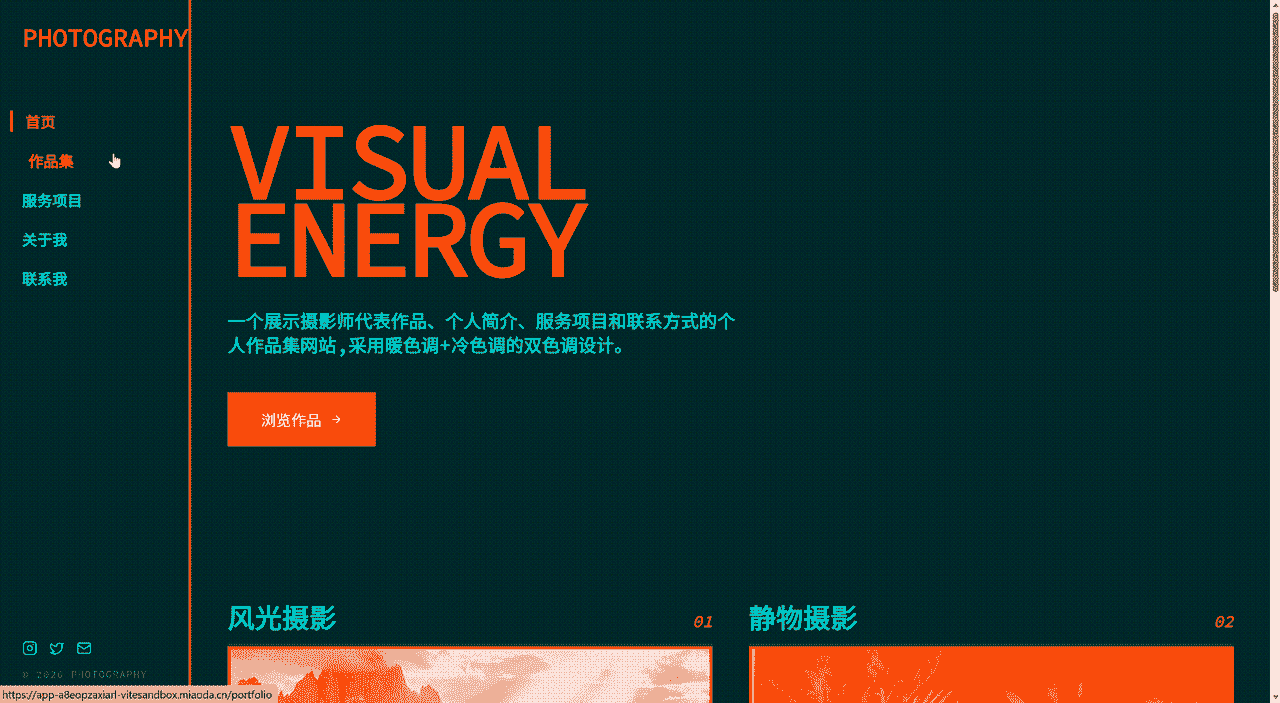 PHOTOGRAPHY
首页
作品集
服务项目
关于我
联系我
VISUAL
ENERGY
一个展示摄影师代表作品、个人简介、服务项目和联系方式的个
人作品集网站,采用暖色调+冷色调的双色调设计。
浏览作品 →
风光摄影 01
静物摄影 02
© 2026 PHOTOGRAPHY
https://app-a8eopzaxiarl-vitesandbox.miaoda.cn/portfolio